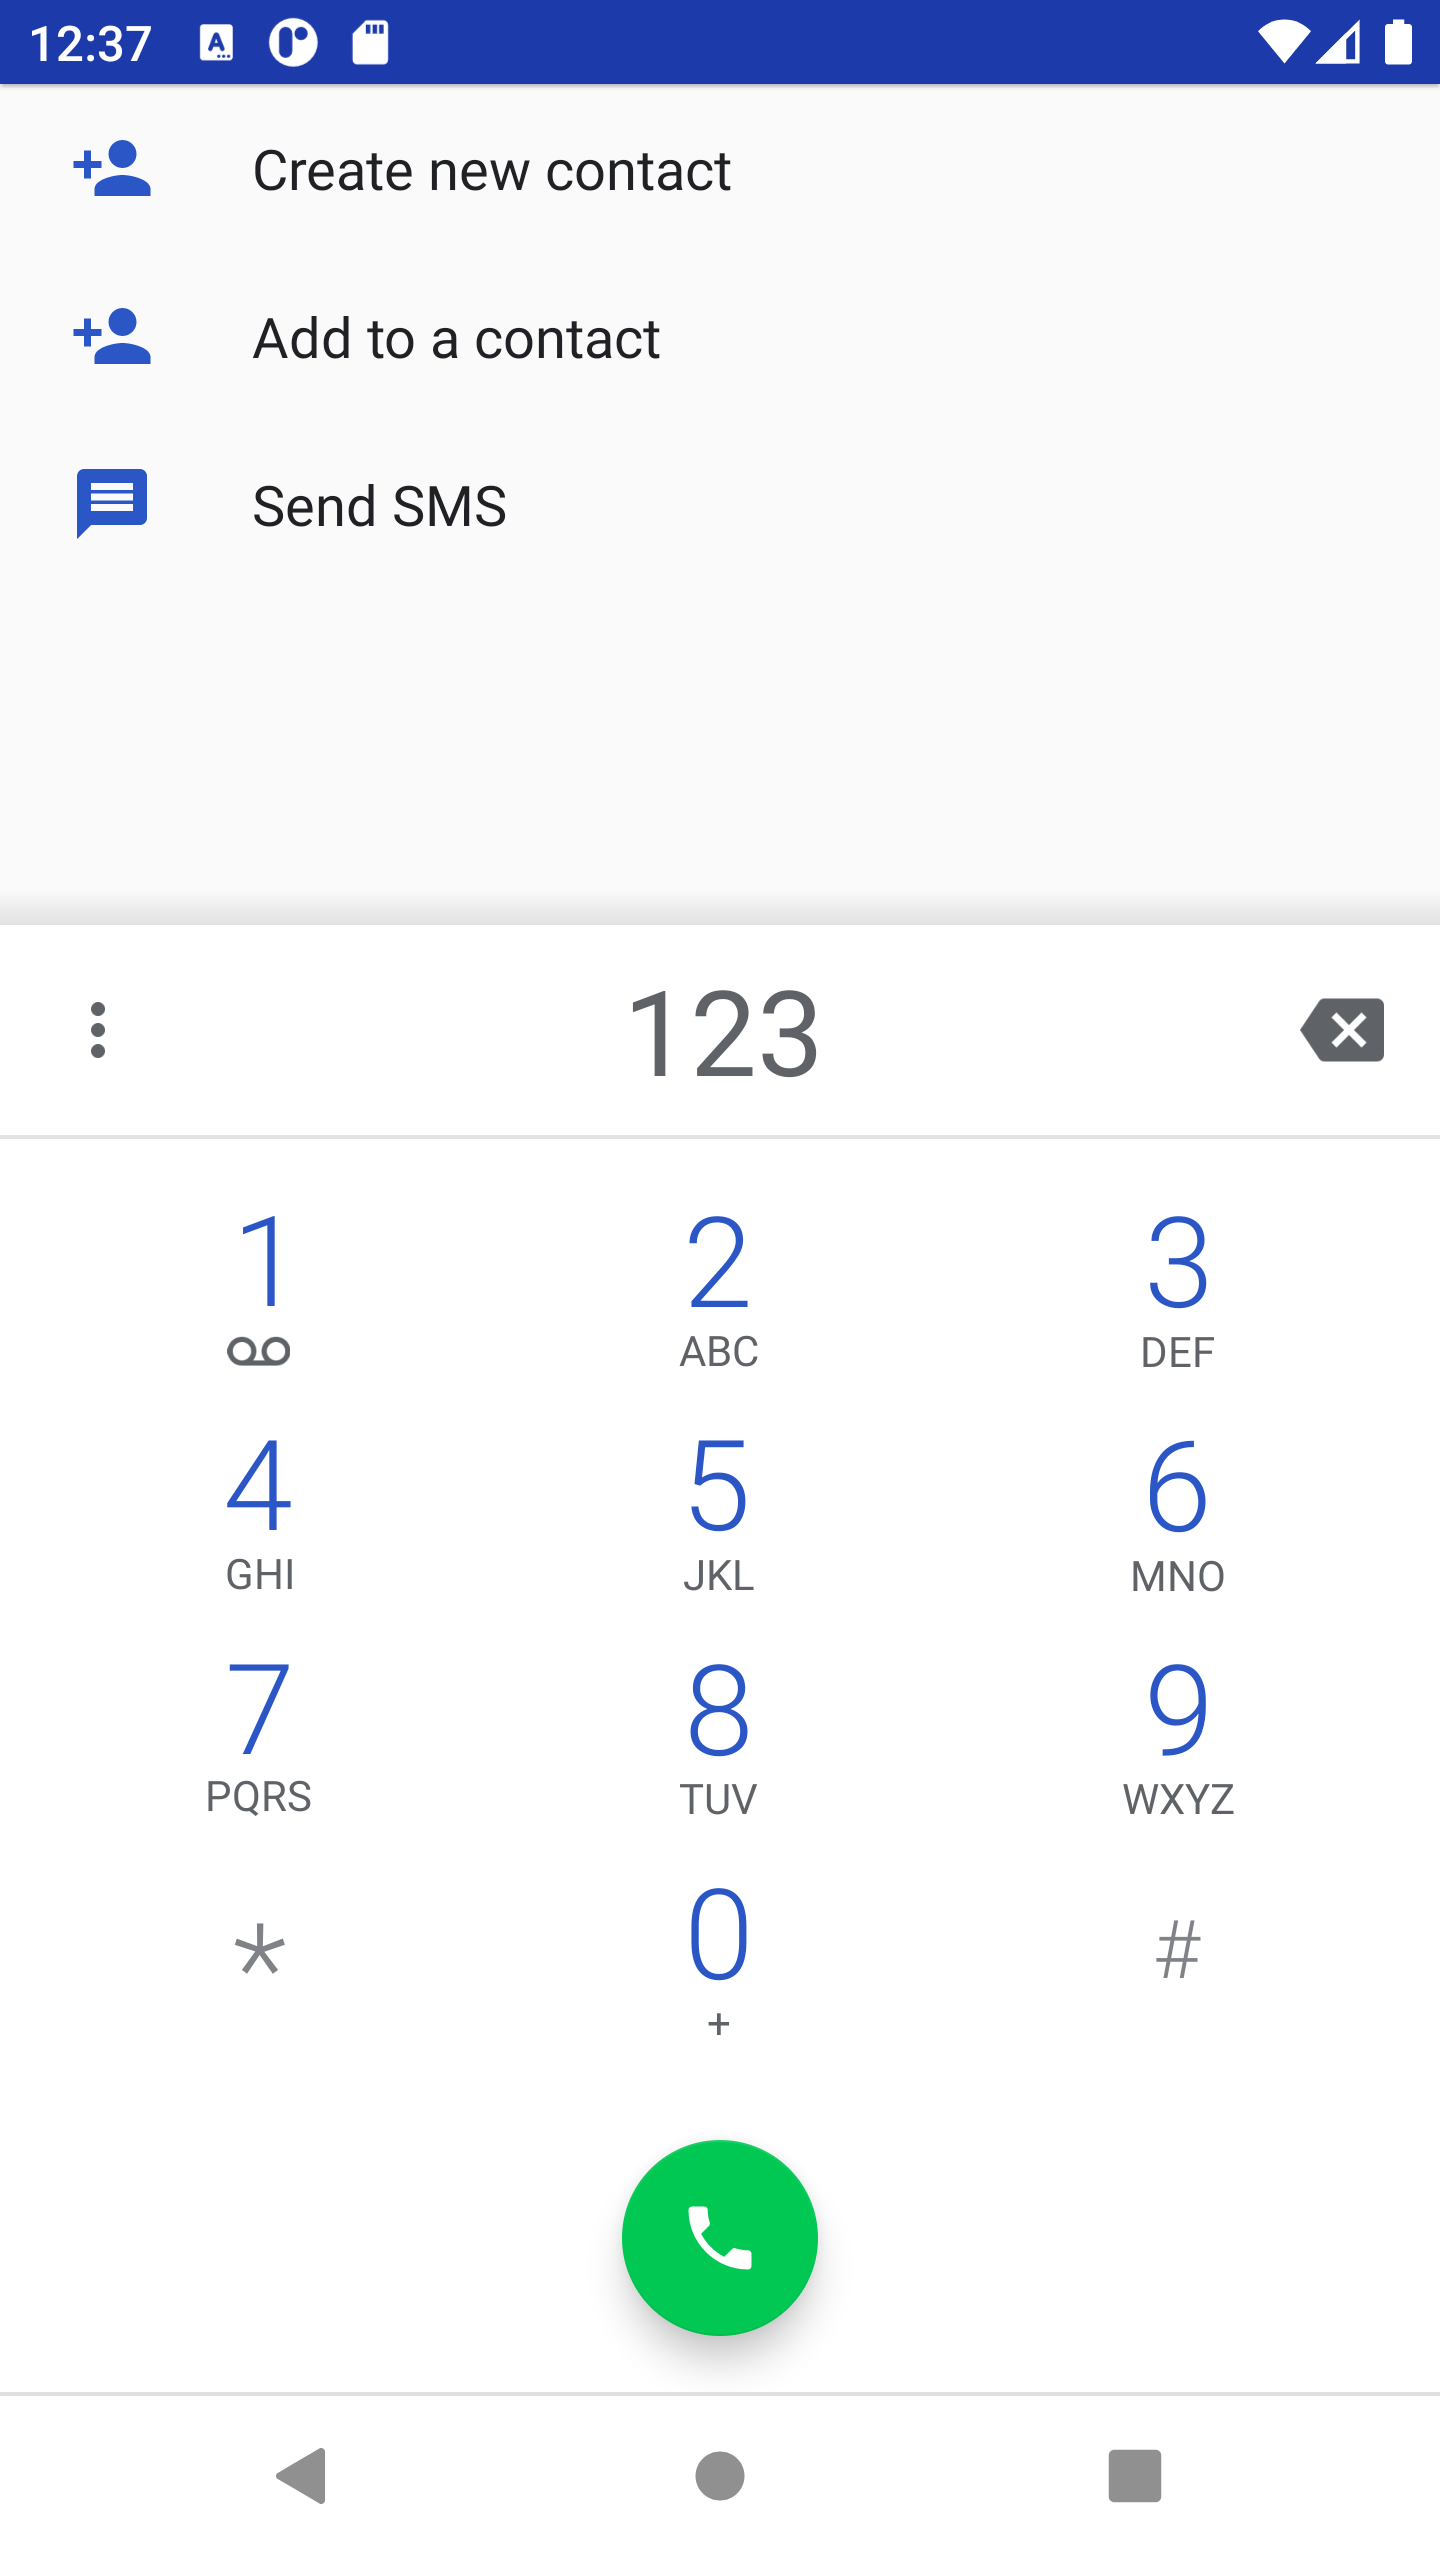 12:37
Create new contact
Add to a contact
Send SMS
123
1 2 3
ABC DEF
4 5 6
GHI JKL MNO
7 8 9
PQRS TUV WXYZ
* 0 #
+